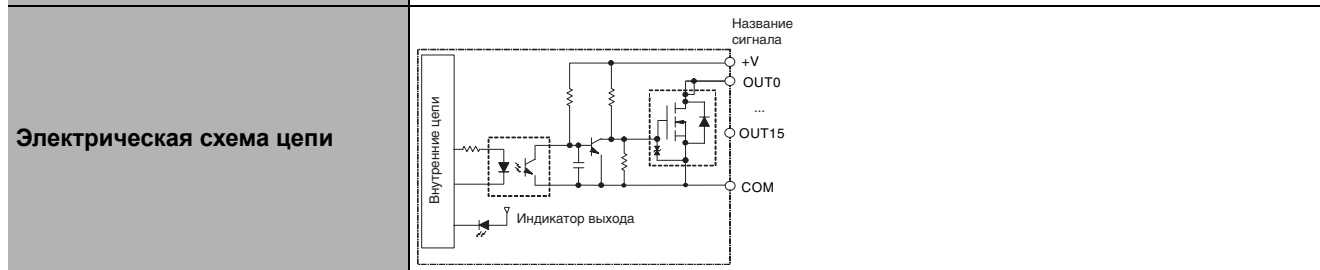 Название
сигнала
+V
OUT0
...
OUT15
COM
Электрическая схема цепи
Внутренние цепи
Индикатор выхода